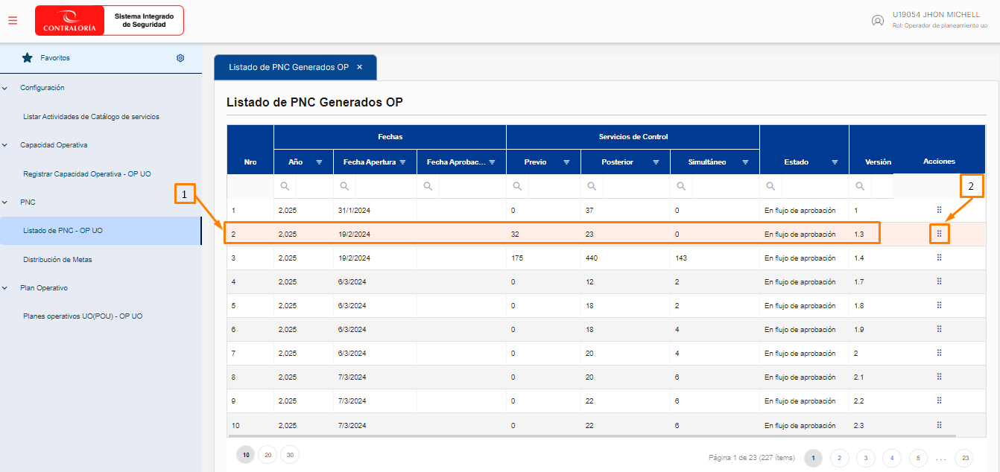 CONTRALORÍA
Sistema Integrado
de Seguridad
U19054 JHON MICHELL
Rol: Operador de planeamiento uo
Favoritos
Configuración
Listar Actividades de Catálogo de servicios
Capacidad Operativa
Registrar Capacidad Operativa - OP UO
PNC
Listado de PNC - OP UO
Distribución de Metas
Plan Operativo
Planes operativos UO(POU) - OP UO
Listado de PNC Generados OP ×
Listado de PNC Generados OP
Fechas Servicios de Control
Nro Año Fecha Apertura Fecha Aprobac... Previo Posterior Simultáneo Estado Versión Acciones
1 2
1 2,025 31/1/2024 0 37 0 En flujo de aprobación 1
2 2,025 19/2/2024 32 23 0 En flujo de aprobación 1.3
3 2,025 19/2/2024 175 440 143 En flujo de aprobación 1.4
4 2,025 6/3/2024 0 12 2 En flujo de aprobación 1.7
5 2,025 6/3/2024 0 18 2 En flujo de aprobación 1.8
6 2,025 6/3/2024 0 18 4 En flujo de aprobación 1.9
7 2,025 6/3/2024 0 20 4 En flujo de aprobación 2
8 2,025 7/3/2024 0 20 6 En flujo de aprobación 2.1
9 2,025 7/3/2024 0 22 6 En flujo de aprobación 2.2
10 2,025 7/3/2024 0 22 6 En flujo de aprobación 2.3
10 20 30
Página 1 de 23 (227 ítems) 1 2 3 4 5 ... 23